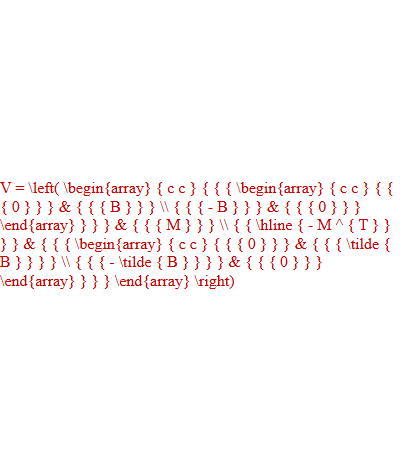 V = \left( \begin{array} { c c } { { { \begin{array} { c c } { {
{ 0 } } } & { { { B } } } \\ { { { - B } } } & { { { 0 } } }
\end{array} } } } & { { { M } } } \\ { { \hline { - M ^ { T } }
} } & { { { \begin{array} { c c } { { { 0 } } } & { { { \tilde {
B } } } } \\ { { { - \tilde { B } } } } & { { { 0 } } }
\end{array} } } } \end{array} \right)